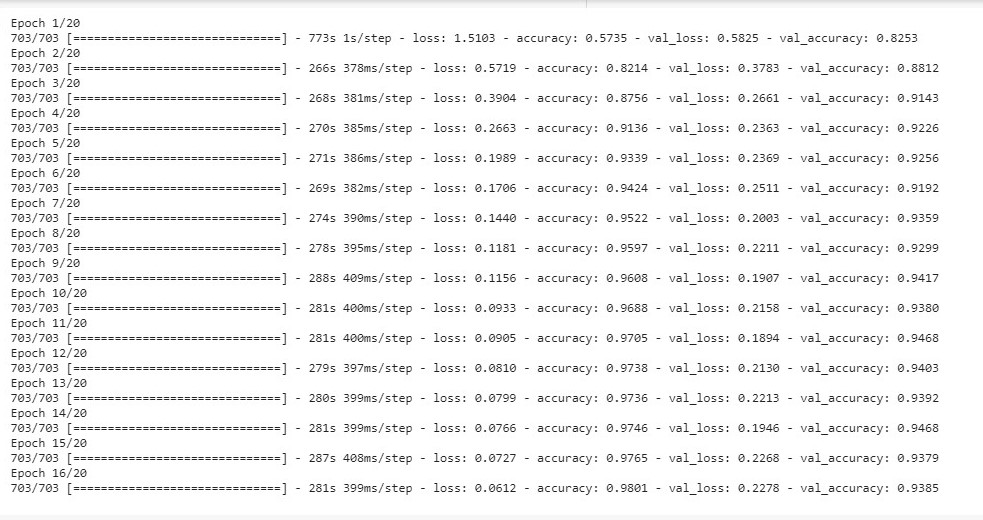 Epoch 1/20
703/703 [==============================] - 773s 1s/step - loss: 1.5103 - accuracy: 0.5735 - val_loss: 0.5825 - val_accuracy: 0.8253
Epoch 2/20
703/703 [==============================] - 266s 378ms/step - loss: 0.5719 - accuracy: 0.8214 - val_loss: 0.3783 - val_accuracy: 0.8812
Epoch 3/20
703/703 [==============================] - 268s 381ms/step - loss: 0.3904 - accuracy: 0.8756 - val_loss: 0.2661 - val_accuracy: 0.9143
Epoch 4/20
703/703 [==============================] - 270s 385ms/step - loss: 0.2663 - accuracy: 0.9136 - val_loss: 0.2363 - val_accuracy: 0.9226
Epoch 5/20
703/703 [==============================] - 271s 386ms/step - loss: 0.1989 - accuracy: 0.9339 - val_loss: 0.2369 - val_accuracy: 0.9256
Epoch 6/20
703/703 [==============================] - 269s 382ms/step - loss: 0.1706 - accuracy: 0.9424 - val_loss: 0.2511 - val_accuracy: 0.9192
Epoch 7/20
703/703 [==============================] - 274s 390ms/step - loss: 0.1440 - accuracy: 0.9522 - val_loss: 0.2003 - val_accuracy: 0.9359
Epoch 8/20
703/703 [==============================] - 278s 395ms/step - loss: 0.1181 - accuracy: 0.9597 - val_loss: 0.2211 - val_accuracy: 0.9299
Epoch 9/20
703/703 [==============================] - 288s 409ms/step - loss: 0.1156 - accuracy: 0.9608 - val_loss: 0.1907 - val_accuracy: 0.9417
Epoch 10/20
703/703 [==============================] - 281s 400ms/step - loss: 0.0933 - accuracy: 0.9688 - val_loss: 0.2158 - val_accuracy: 0.9380
Epoch 11/20
703/703 [==============================] - 281s 400ms/step - loss: 0.0905 - accuracy: 0.9705 - val_loss: 0.1894 - val_accuracy: 0.9468
Epoch 12/20
703/703 [==============================] - 279s 397ms/step - loss: 0.0810 - accuracy: 0.9738 - val_loss: 0.2130 - val_accuracy: 0.9403
Epoch 13/20
703/703 [==============================] - 280s 399ms/step - loss: 0.0799 - accuracy: 0.9736 - val_loss: 0.2213 - val_accuracy: 0.9392
Epoch 14/20
703/703 [==============================] - 281s 399ms/step - loss: 0.0766 - accuracy: 0.9746 - val_loss: 0.1946 - val_accuracy: 0.9468
Epoch 15/20
703/703 [==============================] - 287s 408ms/step - loss: 0.0727 - accuracy: 0.9765 - val_loss: 0.2268 - val_accuracy: 0.9379
Epoch 16/20
703/703 [==============================] - 281s 399ms/step - loss: 0.0612 - accuracy: 0.9801 - val_loss: 0.2278 - val_accuracy: 0.9385